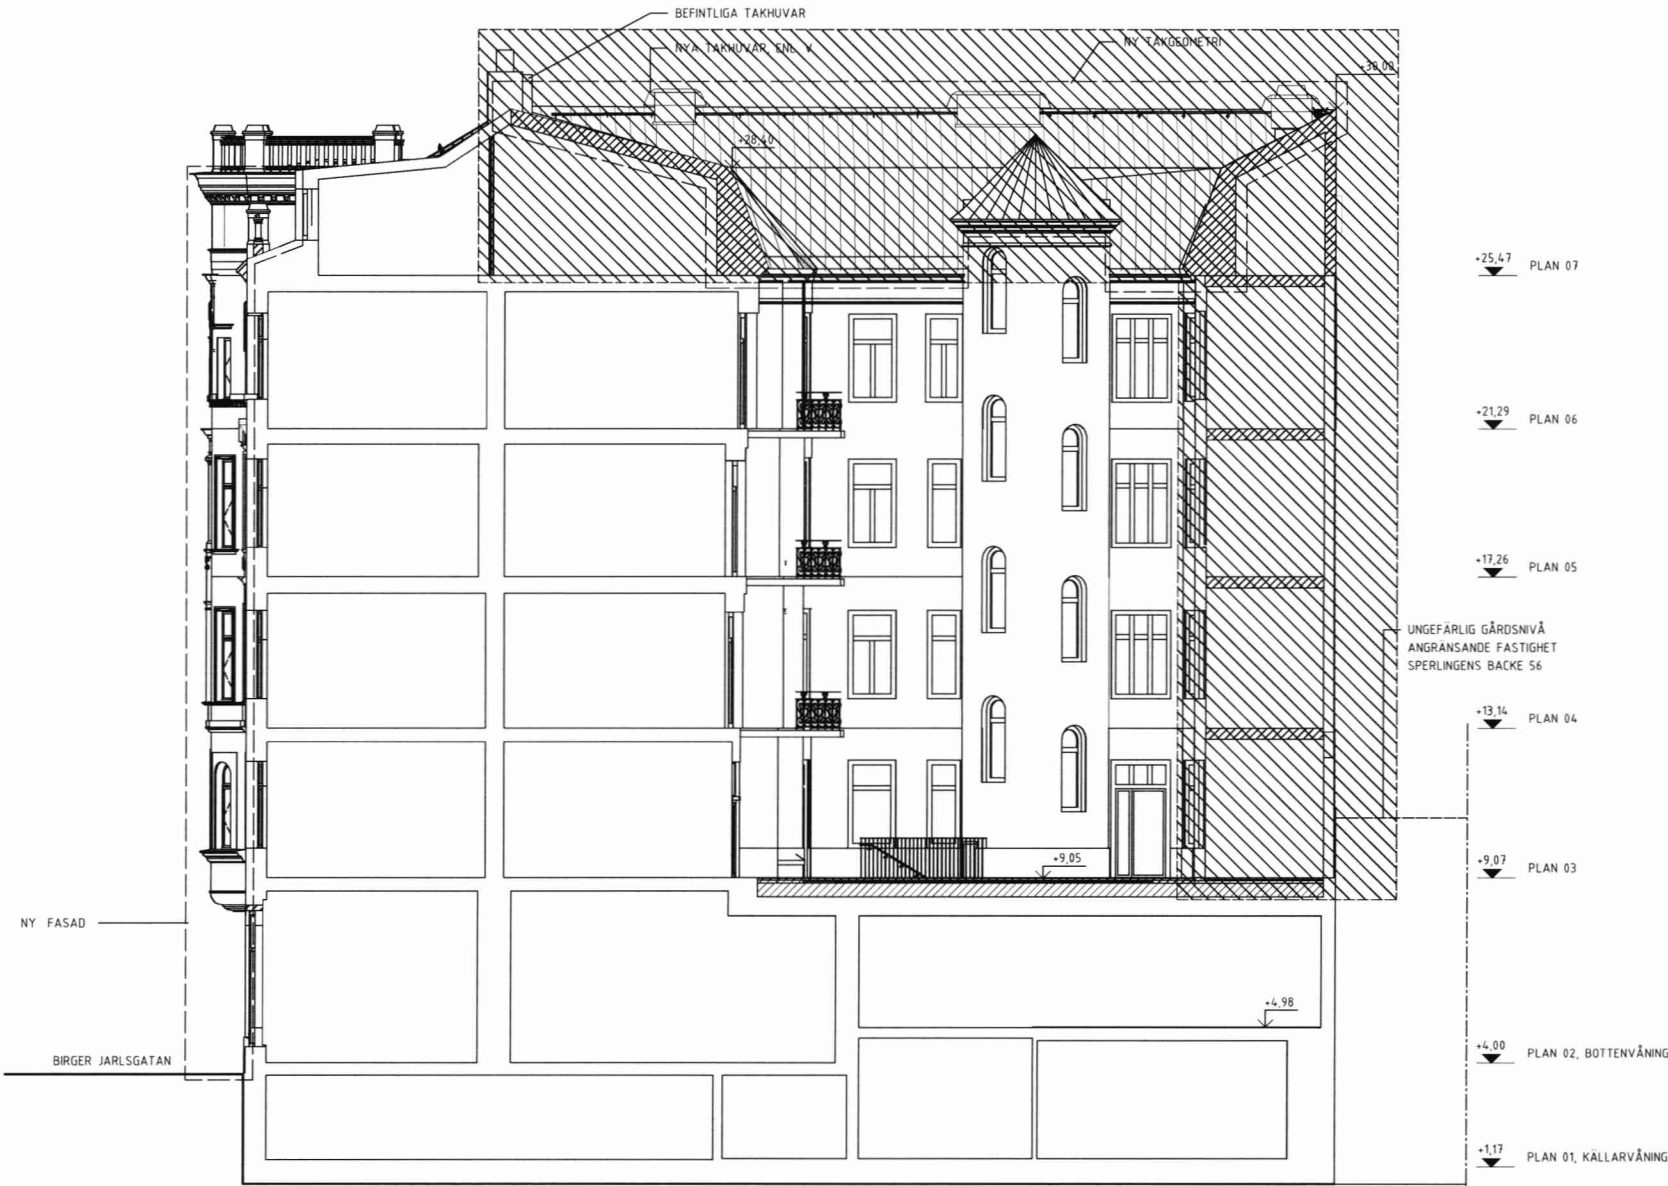 BEFINTLIGA TAKHUVAR
NYA TAKHUVAR, ENL. V
NY TAKGEOMETRI
+30,00
+28,40
+25,47 PLAN 07
+21,29 PLAN 06
+17,26 PLAN 05
UNGEFÄRLIG GÅRDSNIVÅ
ANGRÄNSANDE FASTIGHET
SPERLINGENS BACKE 56
+13,14 PLAN 04
+9,05
+9,07 PLAN 03
NY FASAD
+4,98
+4,00 PLAN 02, BOTTENVÅNING
BIRGER JARLSGATAN
+1,17 PLAN 01, KÄLLARVÅNING